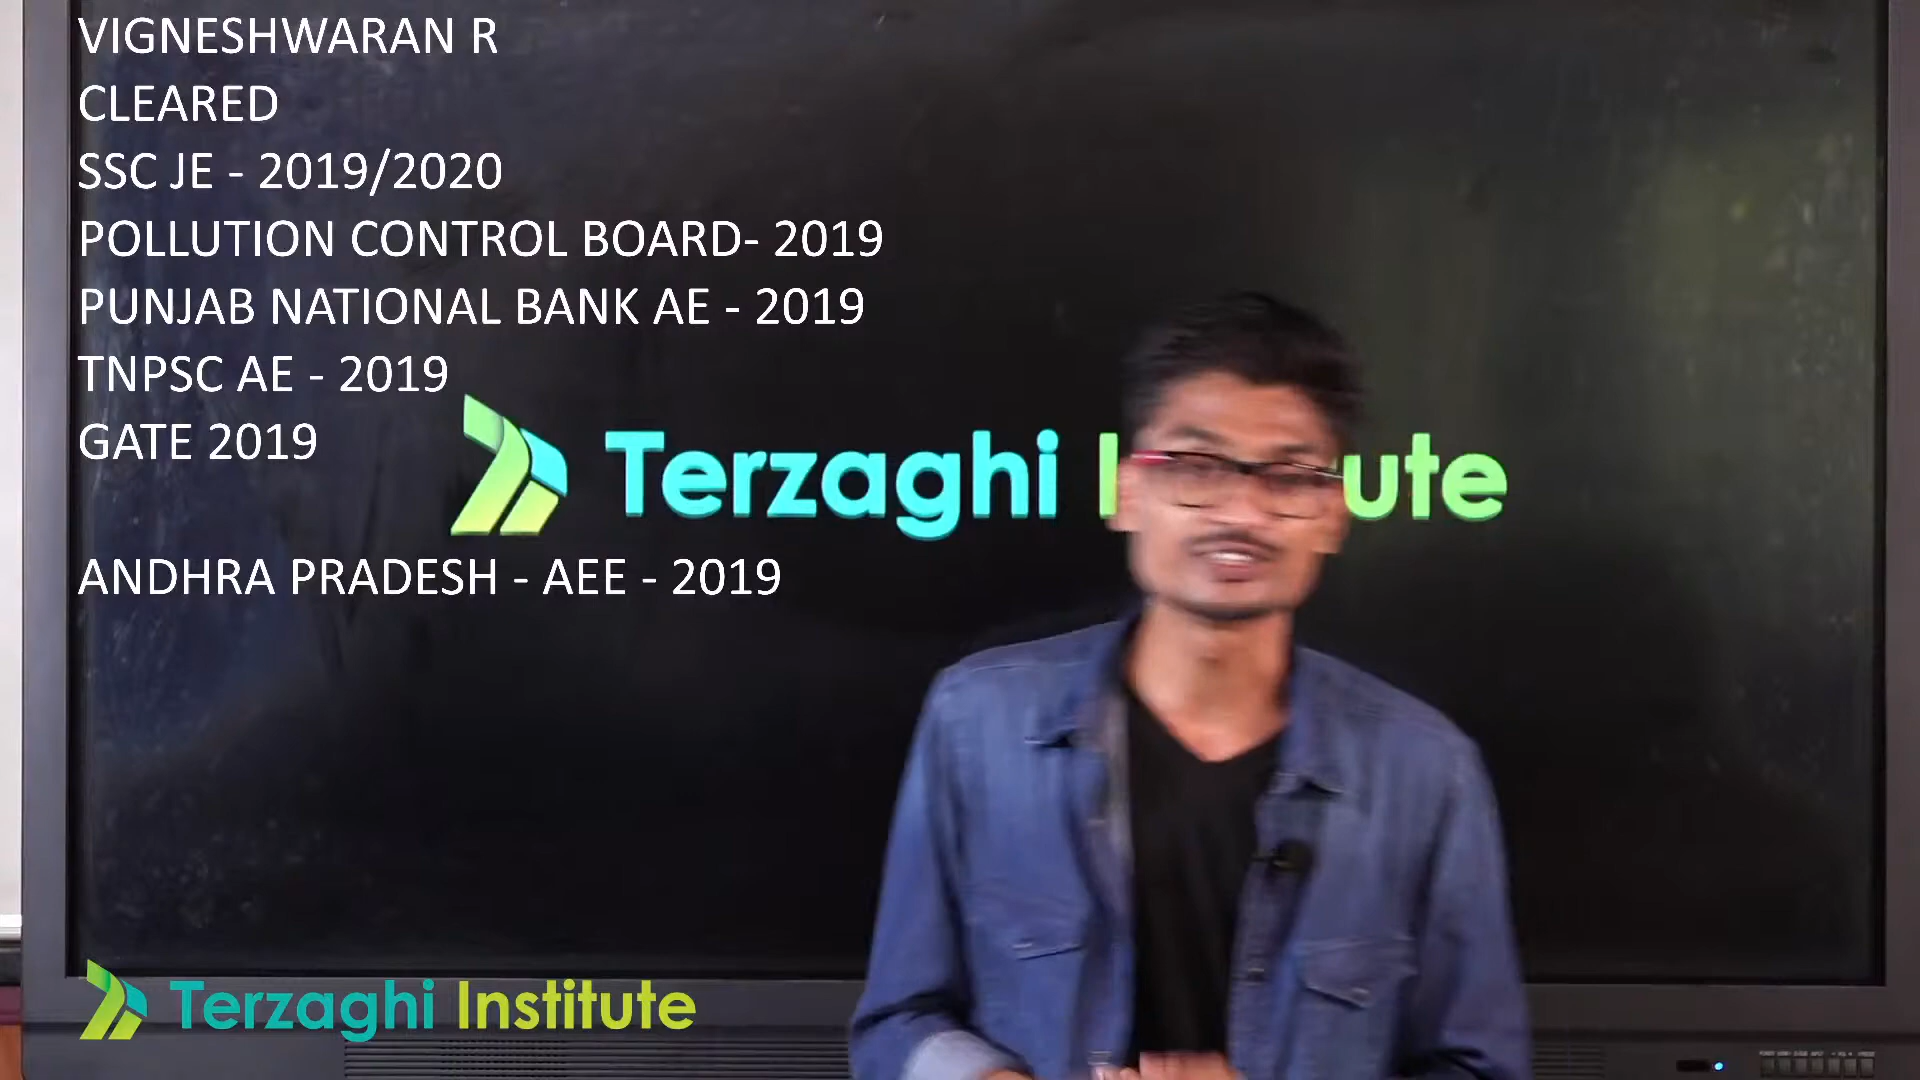 VIGNESHWARAN R
CLEARED
SSC JE - 2019/2020
POLLUTION CONTROL BOARD- 2019
PUNJAB NATIONAL BANK AE - 2019
TNPSC AE - 2019
GATE 2019
Terzaghi I ute
ANDHRA PRADESH - AEE - 2019
Terzaghi Institute